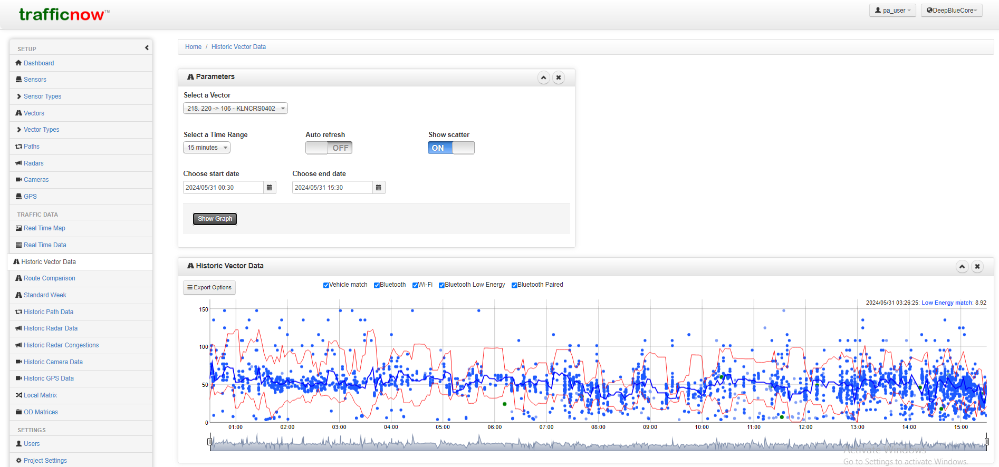 trafficnow™
pa_user
DeepBlueCore
SETUP
Dashboard
Sensors
Sensor Types
Vectors
Vector Types
Paths
Radars
Cameras
GPS
TRAFFIC DATA
Real Time Map
Real Time Data
Historic Vector Data
Route Comparison
Standard Week
Historic Path Data
Historic Radar Data
Historic Radar Congestions
Historic Camera Data
Historic GPS Data
Local Matrix
OD Matrices
SETTINGS
Users
Project Settings
Home / Historic Vector Data
Parameters
Select a Vector
218. 220 -> 106 - KLNCRS0402
Select a Time Range Auto refresh Show scatter
15 minutes OFF ON
Choose start date Choose end date
2024/05/31 00:30 2024/05/31 15:30
Show Graph
Historic Vector Data
Export Options Vehicle match Bluetooth Wi-Fi Bluetooth Low Energy Bluetooth Paired
2024/05/31 03:26:25: Low Energy match: 8.92
150
100
50
0
01:00 02:00 03:00 04:00 05:00 06:00 07:00 08:00 09:00 10:00 11:00 12:00 13:00 14:00 15:00
Activate Windows
Go to Settings to activate Windows.